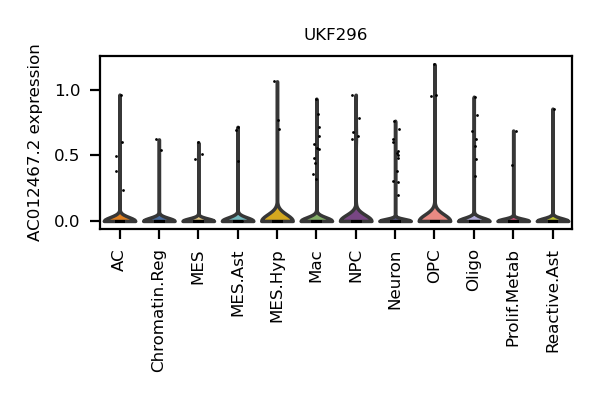 UKF296
AC012467.2 expression
1.0
0.5
0.0
AC
Chromatin.Reg
MES
MES.Ast
MES.Hyp
Mac
NPC
Neuron
OPC
Oligo
Prolif.Metab
Reactive.Ast